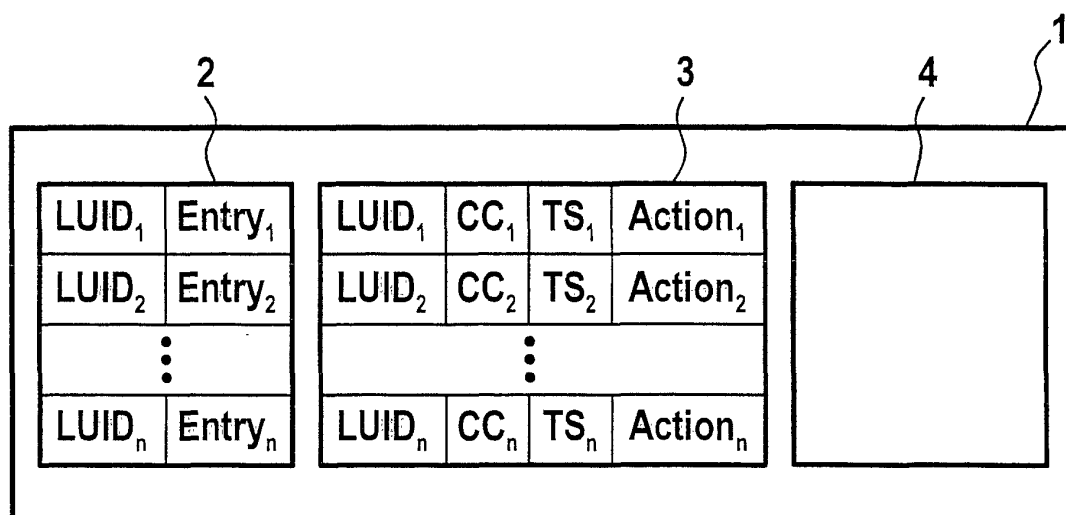 1
2 3 4
LUID₁ Entry₁ LUID₁ CC₁ TS₁ Action₁
LUID₂ Entry₂ LUID₂ CC₂ TS₂ Action₂
LUIDₙ Entryₙ LUIDₙ CCₙ TSₙ Actionₙ